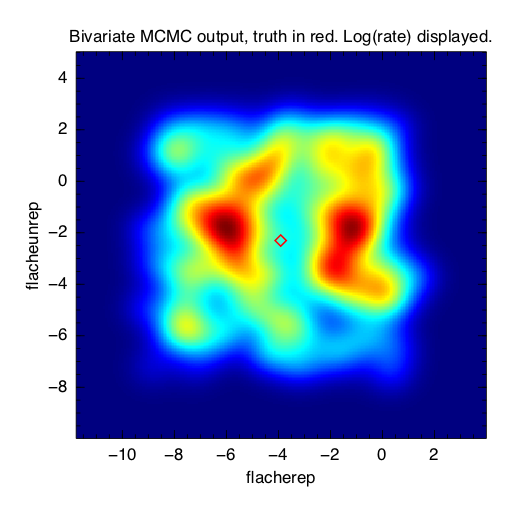 Bivariate MCMC output, truth in red. Log(rate) displayed.
4
2
0
−2
−4
−6
−8
flacheunrep
−10 −8 −6 −4 −2 0 2
flacherep